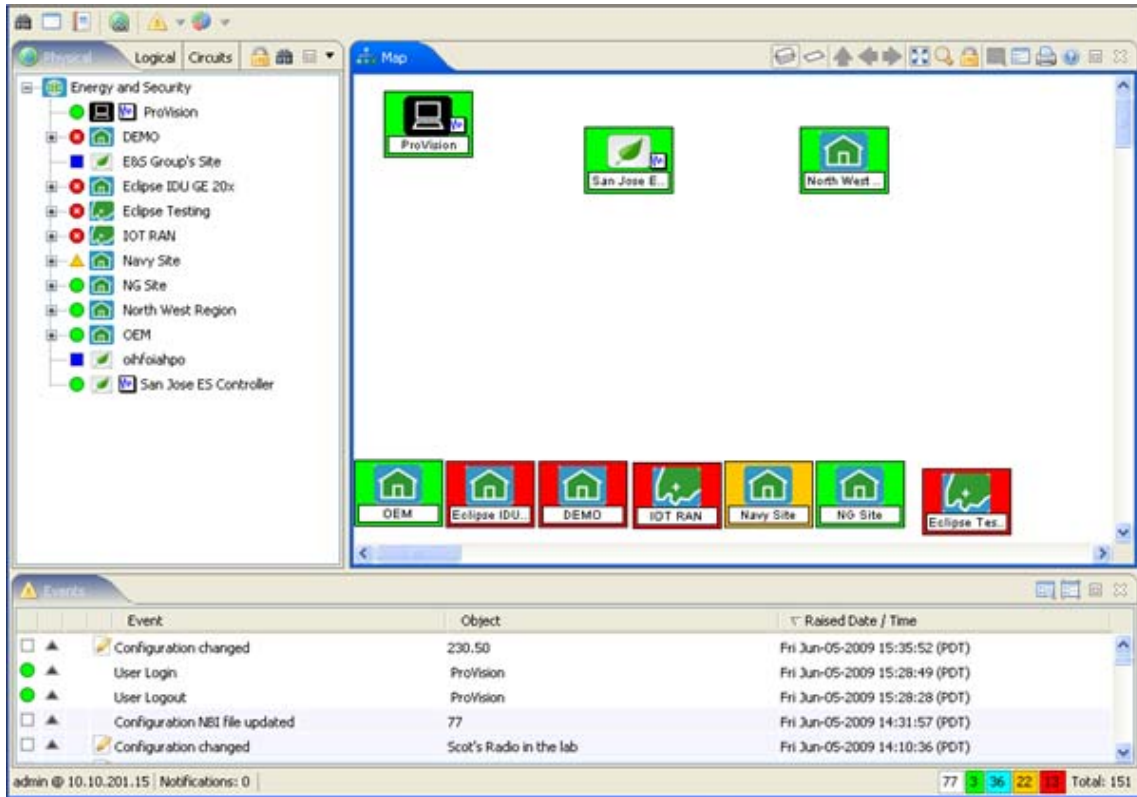 Physical Logical Circuits
Energy and Security
ProVision
DEMO
E&S Group's Site
Eclipse IDU GE 20x
Eclipse Testing
IOT RAN
Navy Site
NG Site
North West Region
OEM
oihfoiahpo
San Jose ES Controller
Map
ProVision
San Jose E..
North West ..
OEM
Eclipse IDU..
DEMO
IOT RAN
Navy Site
NG Site
Eclipse Tes..
Events
Event Object Raised Date / Time
Configuration changed 230.50 Fri Jun-05-2009 15:35:52 (PDT)
User Login ProVision Fri Jun-05-2009 15:28:49 (PDT)
User Logout ProVision Fri Jun-05-2009 15:28:28 (PDT)
Configuration NBI file updated 77 Fri Jun-05-2009 14:31:57 (PDT)
Configuration changed Scot's Radio in the lab Fri Jun-05-2009 14:10:36 (PDT)
admin @ 10.10.201.15 Notifications: 0 77 3 36 22 13 Total: 151